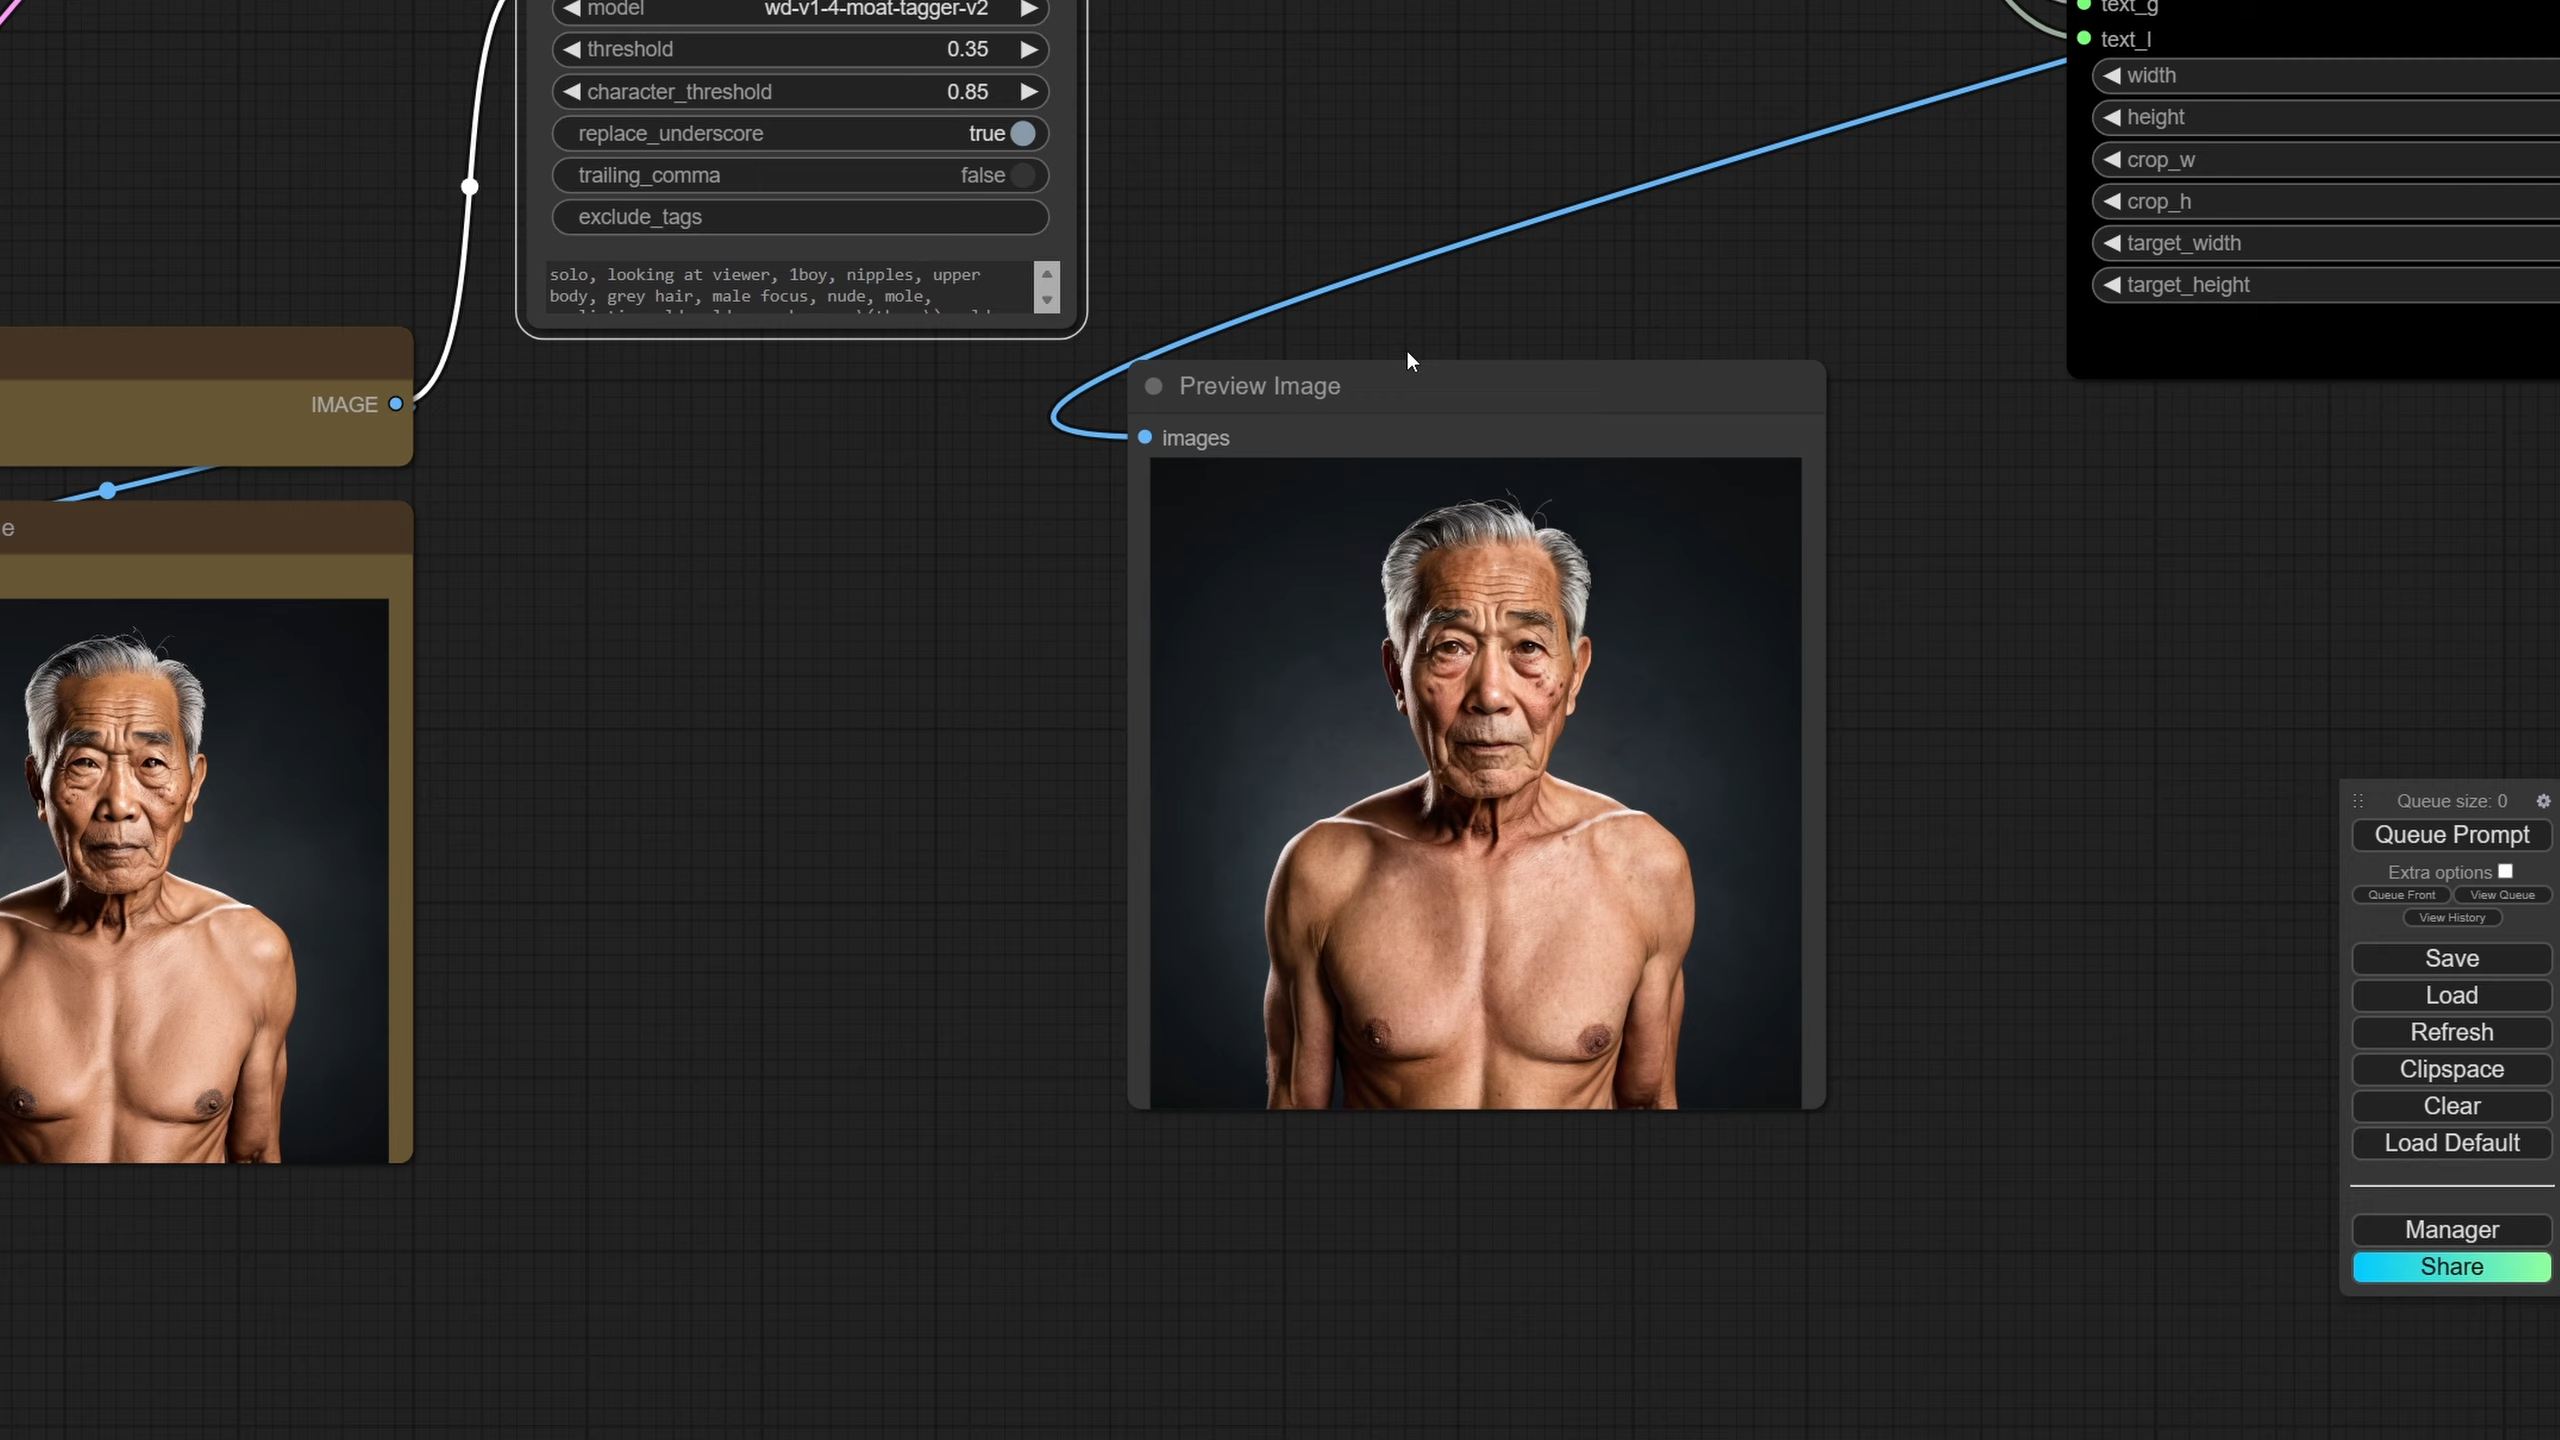 model wd-v1-4-moat-tagger-v2
threshold 0.35
character_threshold 0.85
replace_underscore true
trailing_comma false
exclude_tags
solo, looking at viewer, 1boy, nipples, upper
body, grey hair, male focus, nude, mole,
text_g
text_l
width
height
crop_w
crop_h
target_width
target_height
IMAGE
e
Preview Image
images
Queue size: 0
Queue Prompt
Extra options
Queue Front View Queue
View History
Save
Load
Refresh
Clipspace
Clear
Load Default
Manager
Share